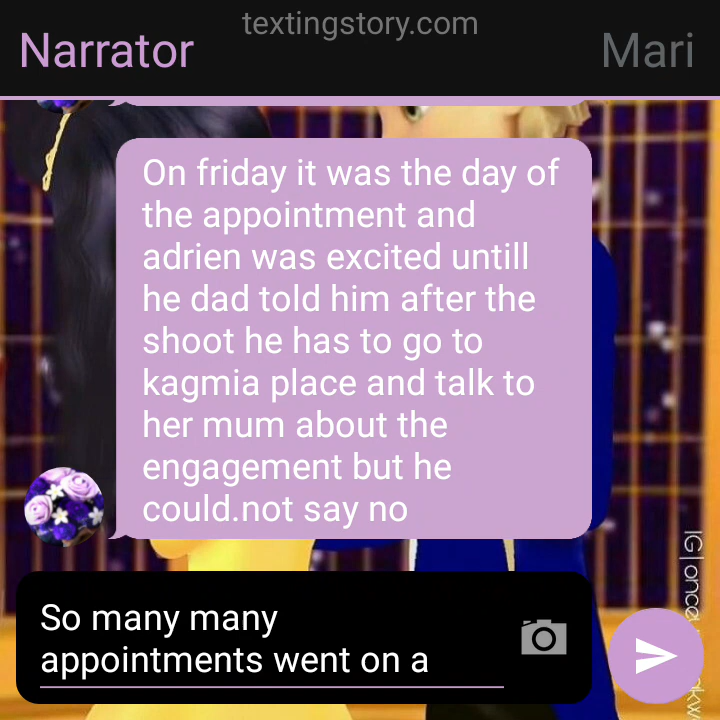 textingstory.com
Narrator
Mari
On friday it was the day of
the appointment and
adrien was excited untill
he dad told him after the
shoot he has to go to
kagmia place and talk to
her mum about the
engagement but he
could.not say no
So many many
appointments went on a
IG|once